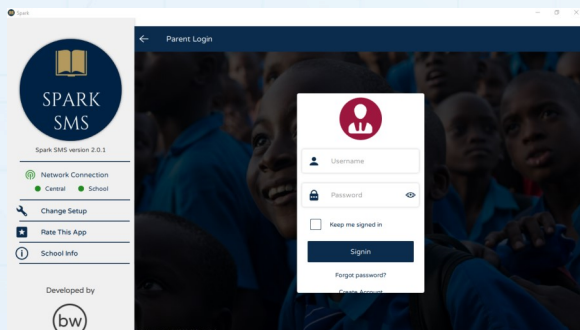 Spark
SPARK
SMS
Spark SMS version 2.0.1
Network Connection
Central School
Change Setup
Rate This App
School Info
Developed by
bw
Parent Login
Username
Password
Keep me signed in
Signin
Forgot password?
Create Account